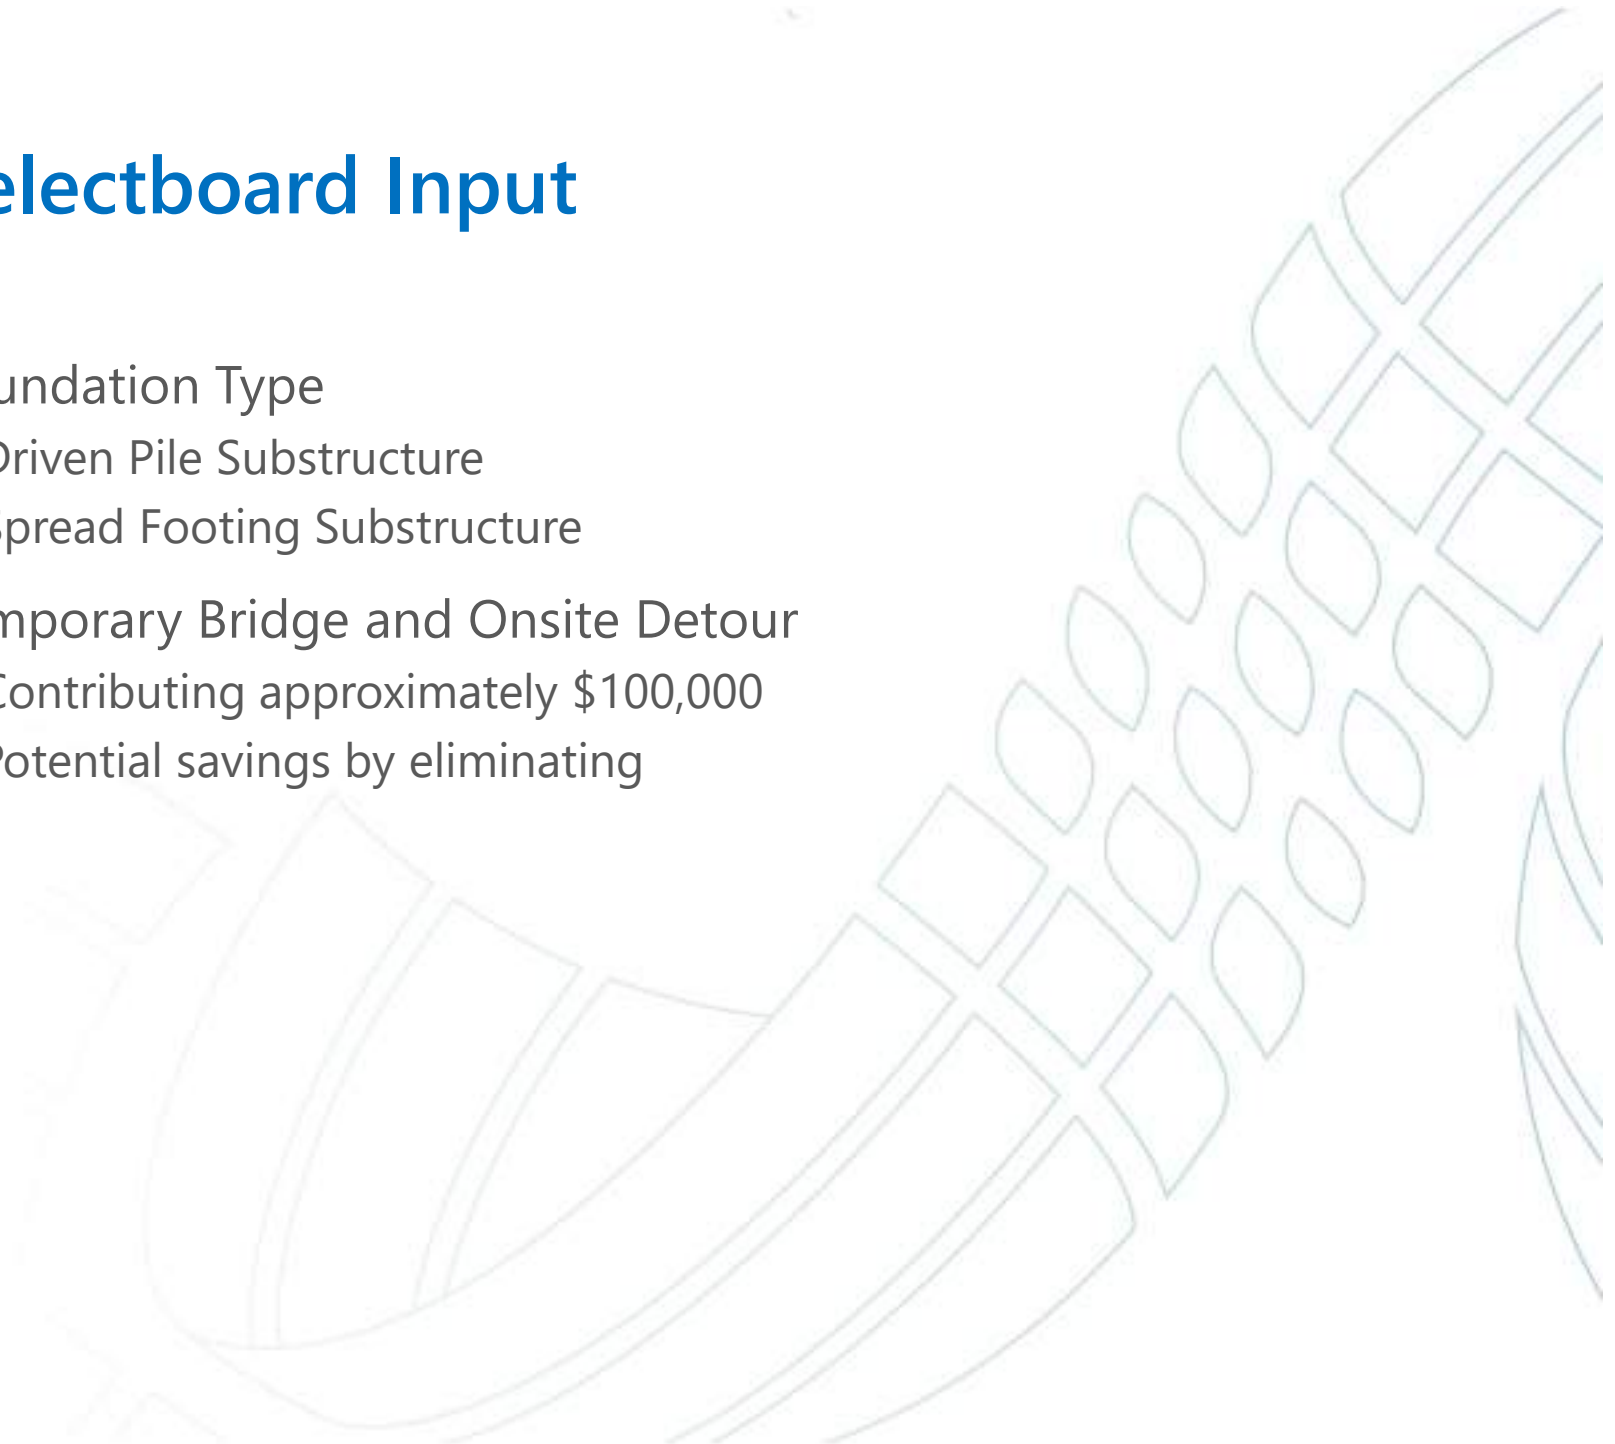 electboard Input
undation Type
Driven Pile Substructure
Spread Footing Substructure
mporary Bridge and Onsite Detour
Contributing approximately $100,000
Potential savings by eliminating